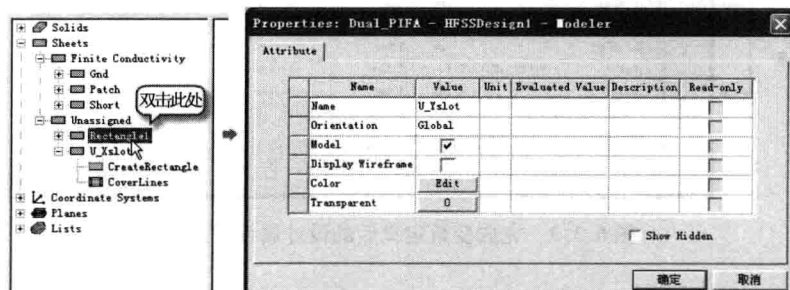 Solids
Sheets
Finite Conductivity
Gnd
Patch
Short
Unassigned
Rectangle1
U_Xslot
CreateRectangle
CoverLines
Coordinate Systems
Planes
Lists
双击此处
Properties: Dual_PIFA - HFSSDesign1 - Modeler
Attribute
Name Value Unit Evaluated Value Description Read-only
Name U_Yslot
Orientation Global
Model
Display Wireframe
Color Edit
Transparent 0
Show Hidden
确定 取消